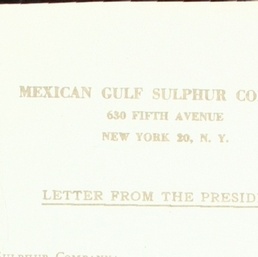 MEXICAN GULF SULPHUR CO
630 FIFTH AVENUE
NEW YORK 20, N. Y.
LETTER FROM THE PRESID